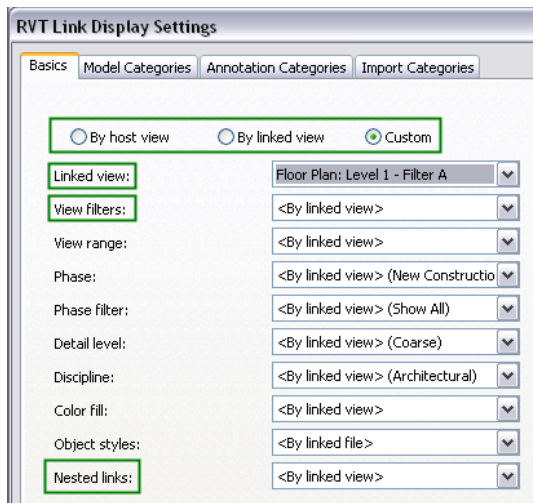 RVT Link Display Settings
Basics Model Categories Annotation Categories Import Categories
By host view By linked view Custom
Linked view: Floor Plan: Level 1 - Filter A
View filters: <By linked view>
View range: <By linked view>
Phase: <By linked view> (New Constructio
Phase filter: <By linked view> (Show All)
Detail level: <By linked view> (Coarse)
Discipline: <By linked view> (Architectural)
Color fill: <By linked view>
Object styles: <By linked file>
Nested links: <By linked view>